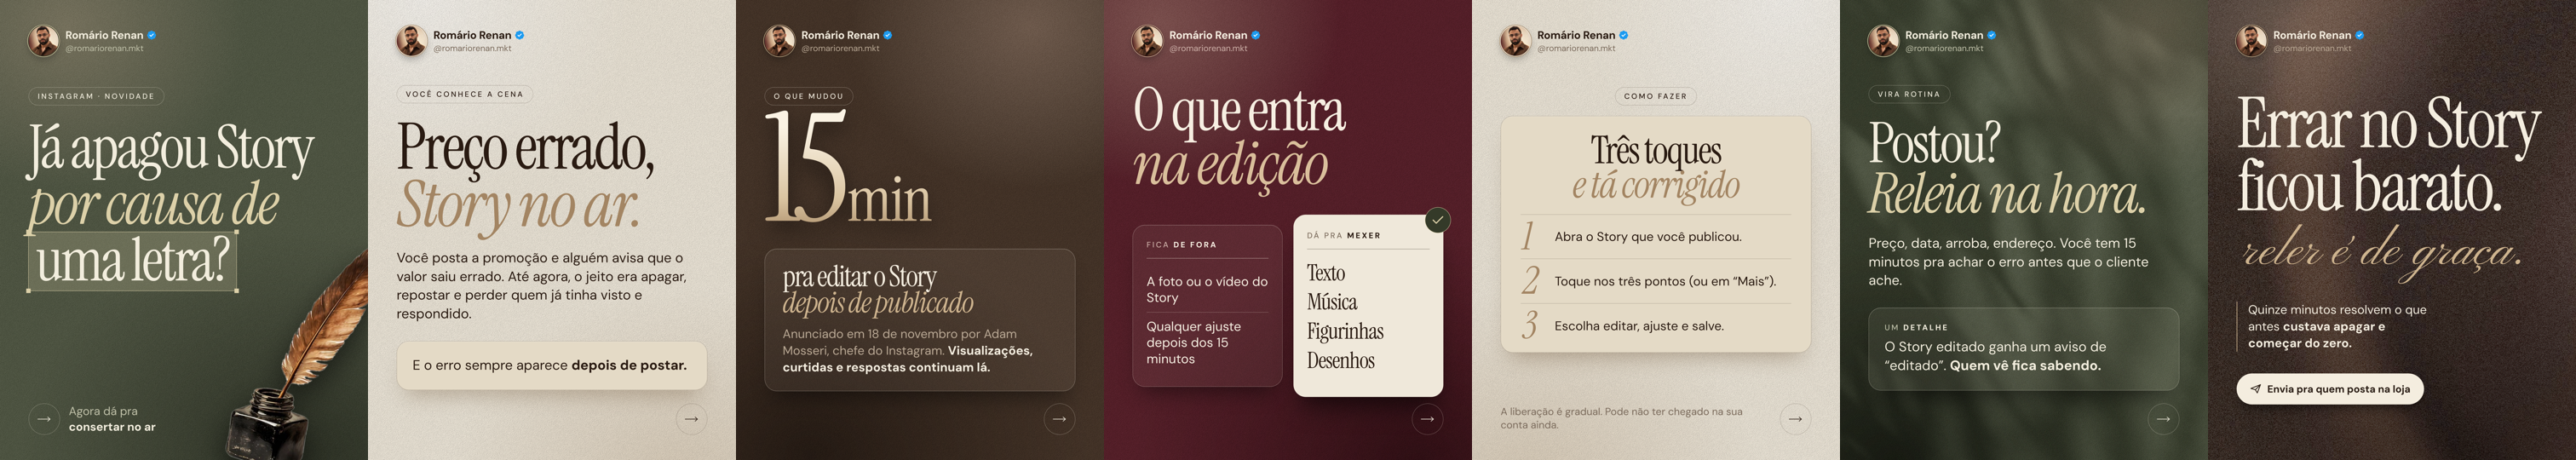 Romário Renan
@romariorenan.mkt
INSTAGRAM · NOVIDADE
Já apagou Story
por causa de
uma letra?
Agora dá pra
consertar no ar
Romário Renan
@romariorenan.mkt
VOCÊ CONHECE A CENA
Preço errado,
Story no ar.
Você posta a promoção e alguém avisa que o
valor saiu errado. Até agora, o jeito era apagar,
repostar e perder quem já tinha visto e
respondido.
E o erro sempre aparece depois de postar.
Romário Renan
@romariorenan.mkt
O QUE MUDOU
15min
pra editar o Story
depois de publicado
Anunciado em 18 de novembro por Adam
Mosseri, chefe do Instagram. Visualizações,
curtidas e respostas continuam lá.
Romário Renan
@romariorenan.mkt
O que entra
na edição
FICA DE FORA
A foto ou o vídeo do
Story
Qualquer ajuste
depois dos 15
minutos
DÁ PRA MEXER
Texto
Música
Figurinhas
Desenhos
Romário Renan
@romariorenan.mkt
COMO FAZER
Três toques
e tá corrigido
1 Abra o Story que você publicou.
2 Toque nos três pontos (ou em “Mais”).
3 Escolha editar, ajuste e salve.
A liberação é gradual. Pode não ter chegado na sua
conta ainda.
Romário Renan
@romariorenan.mkt
VIRA ROTINA
Postou?
Releia na hora.
Preço, data, arroba, endereço. Você tem 15
minutos pra achar o erro antes que o cliente
ache.
UM DETALHE
O Story editado ganha um aviso de
“editado”. Quem vê fica sabendo.
Romário Renan
@romariorenan.mkt
Errar no Story
ficou barato.
reler é de graça.
Quinze minutos resolvem o que
antes custava apagar e
começar do zero.
Envia pra quem posta na loja